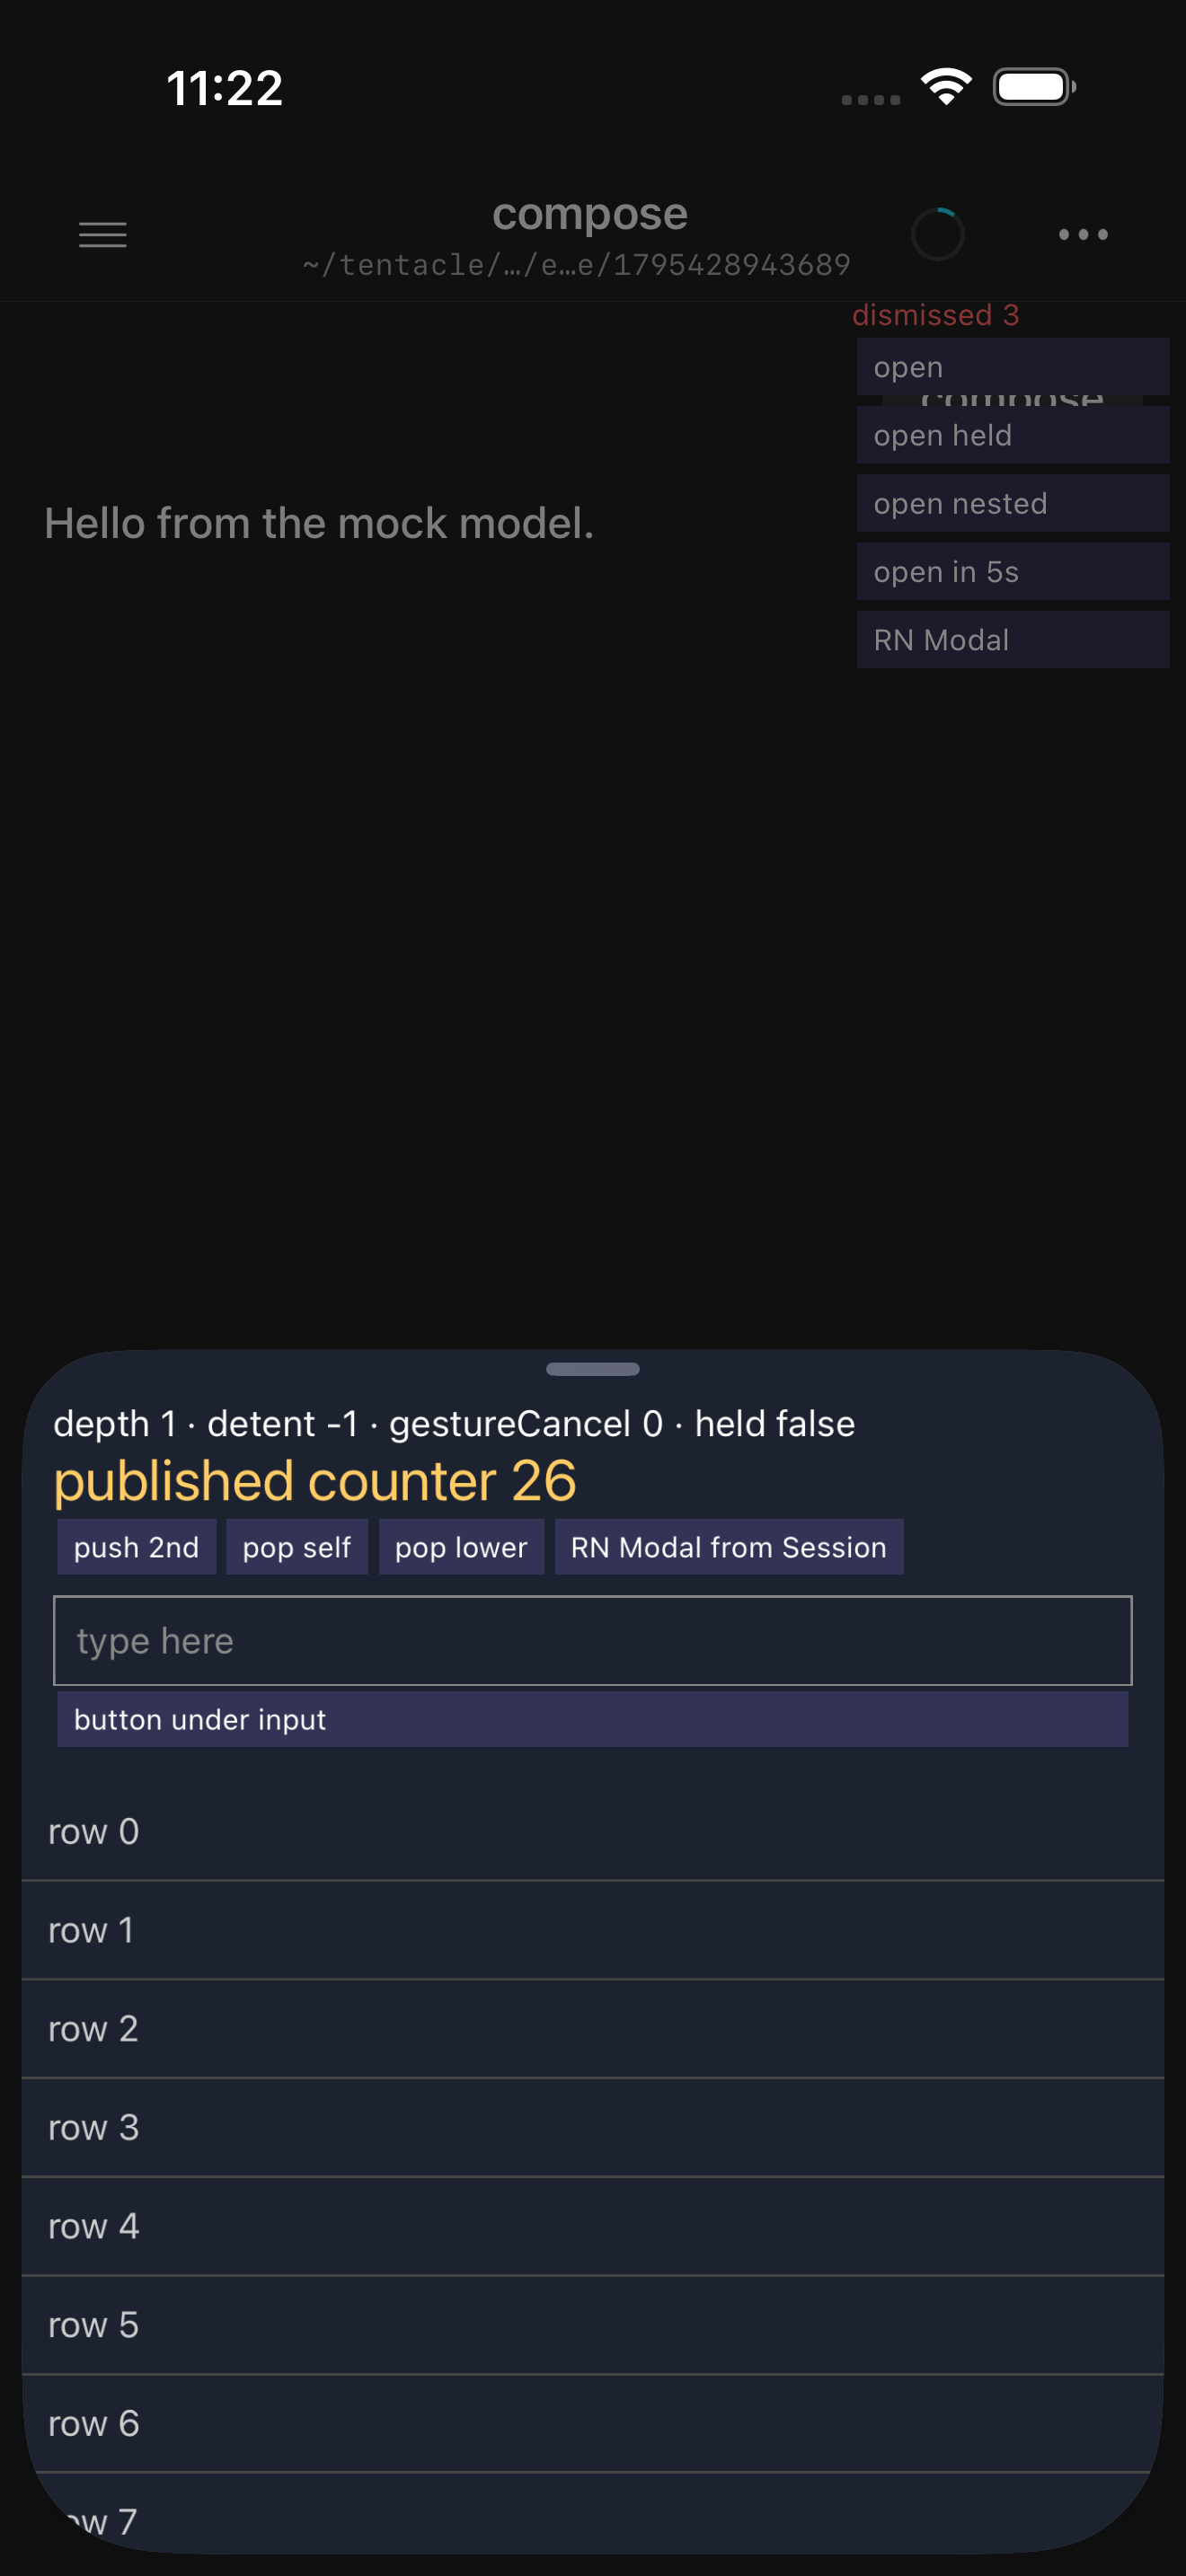 11:22
compose
~/tentacle/…/e…e/1795428943689
dismissed 3
open
compose
open held
Hello from the mock model.
open nested
open in 5s
RN Modal
depth 1 · detent -1 · gestureCancel 0 · held false
published counter 26
push 2nd pop self pop lower RN Modal from Session
type here
button under input
row 0
row 1
row 2
row 3
row 4
row 5
row 6
row 7